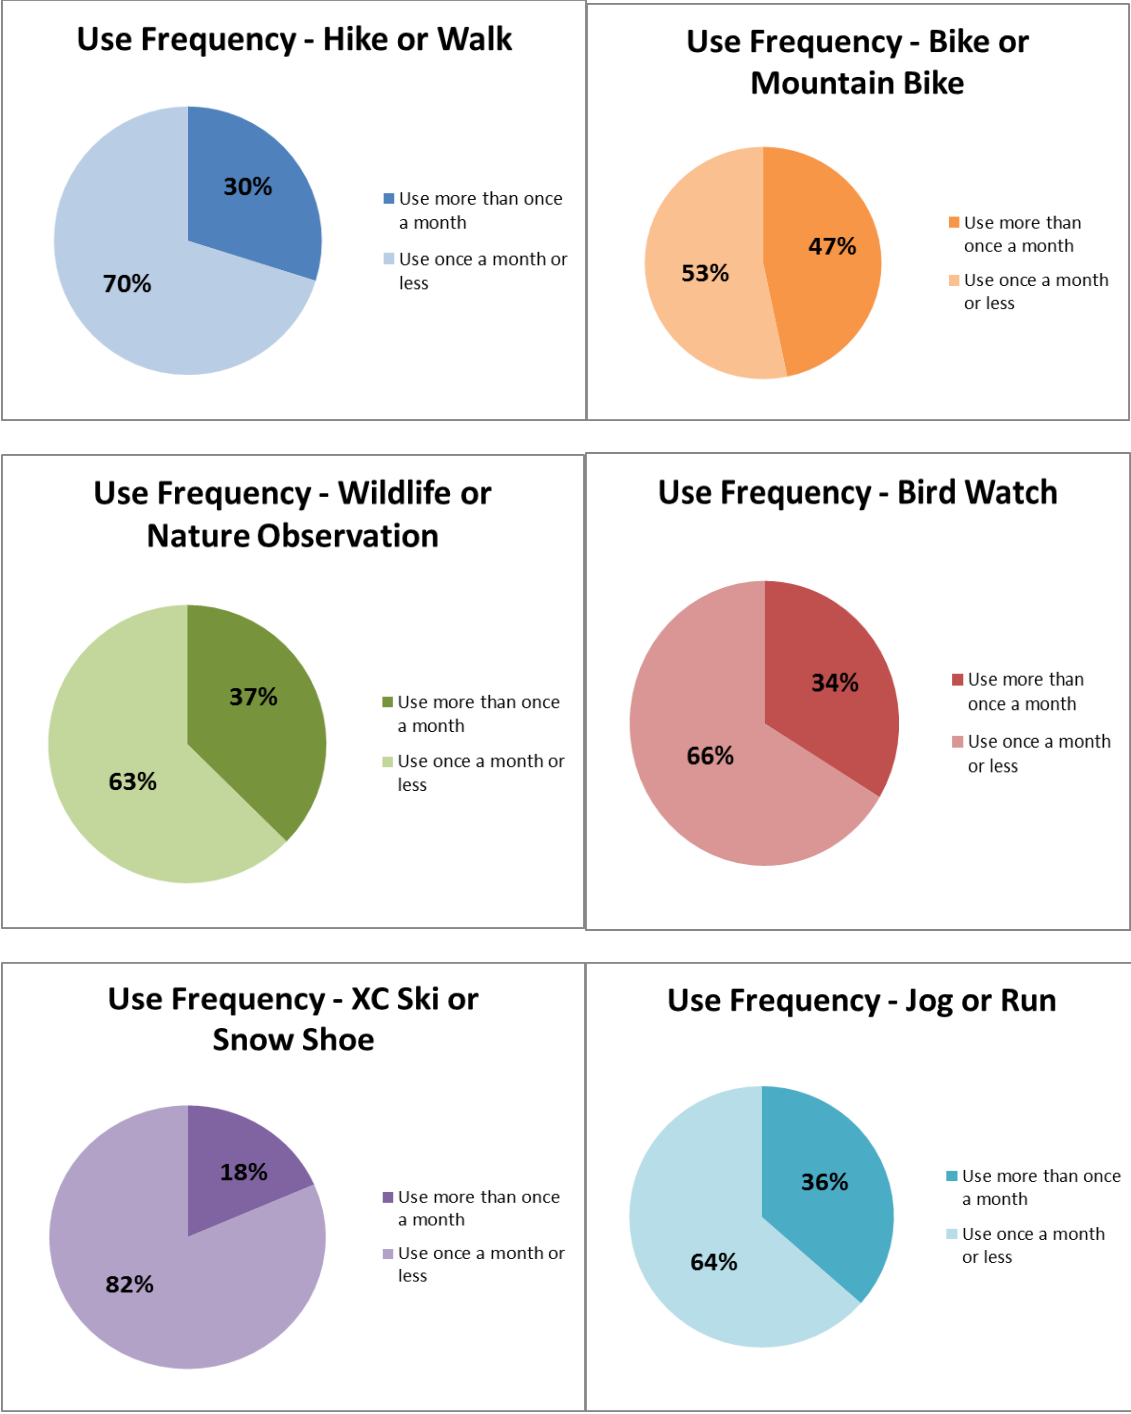 Use Frequency - Hike or Walk
30%
70%
Use more than once
a month
Use once a month or
less
Use Frequency - Bike or
Mountain Bike
47%
53%
Use more than
once a month
Use once a month
or less
Use Frequency - Wildlife or
Nature Observation
37%
63%
Use more than once
a month
Use once a month or
less
Use Frequency - Bird Watch
34%
66%
Use more than
once a month
Use once a month
or less
Use Frequency - XC Ski or
Snow Shoe
18%
82%
Use more than once
a month
Use once a month or
less
Use Frequency - Jog or Run
36%
64%
Use more than once
a month
Use once a month
or less